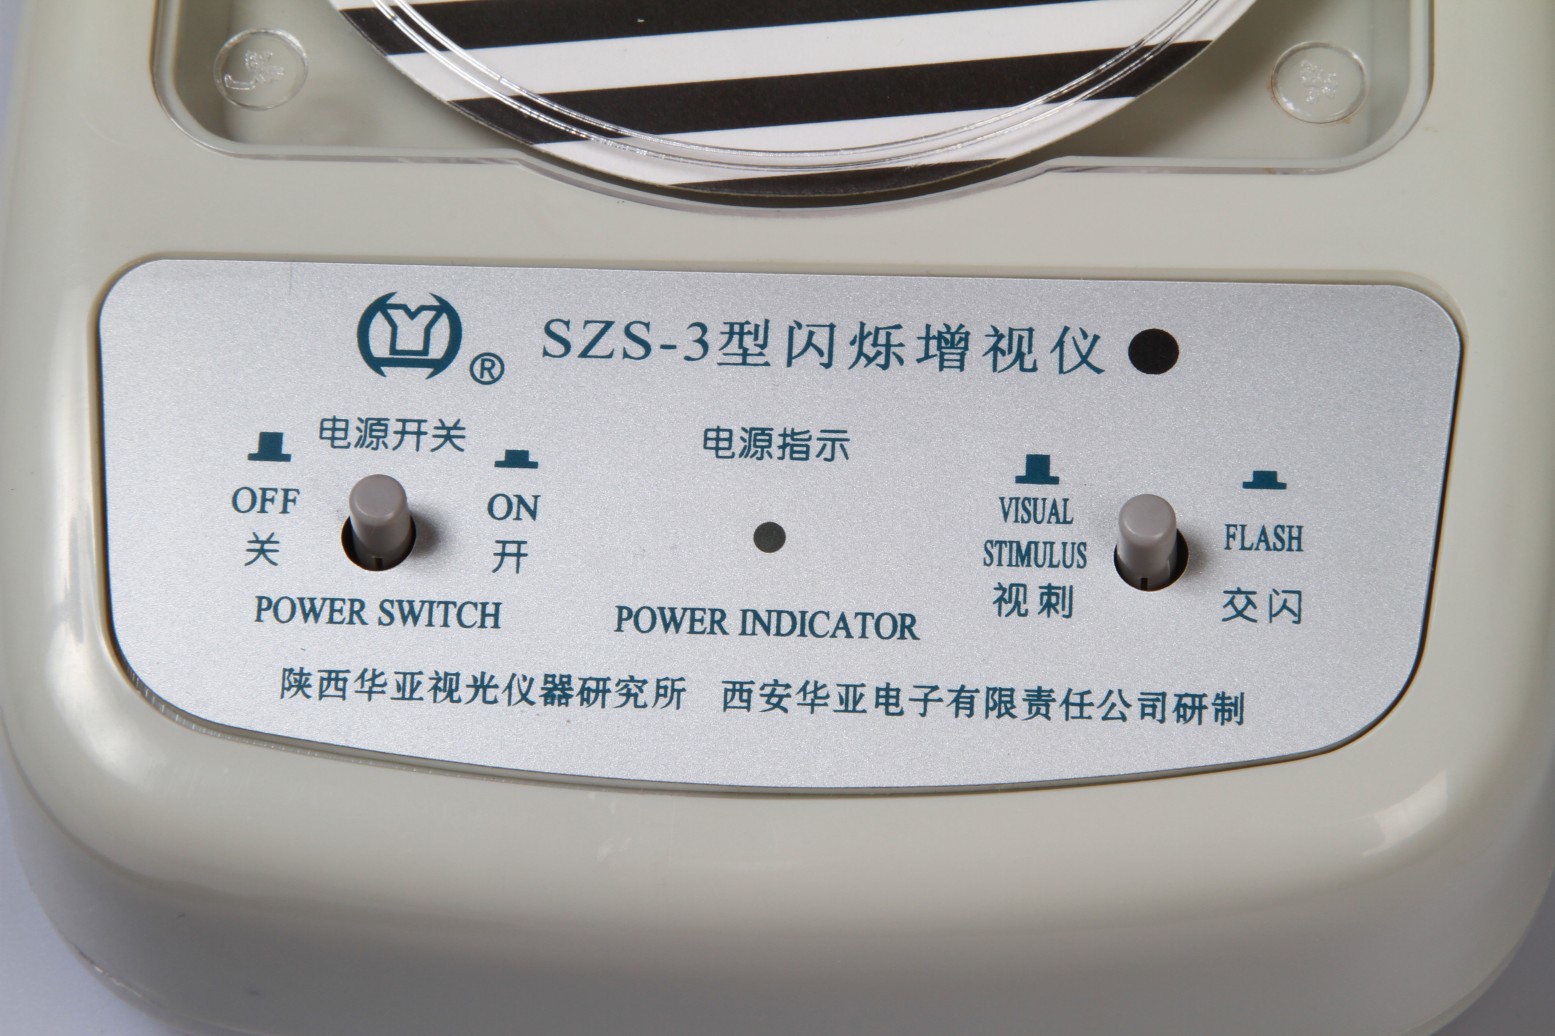 ® SZS-3型闪烁增视仪
电源开关
OFF
关
ON
开
POWER SWITCH
电源指示
POWER INDICATOR
VISUAL
STIMULUS
视刺
FLASH
交闪
陕西华亚视光仪器研究所 西安华亚电子有限责任公司研制